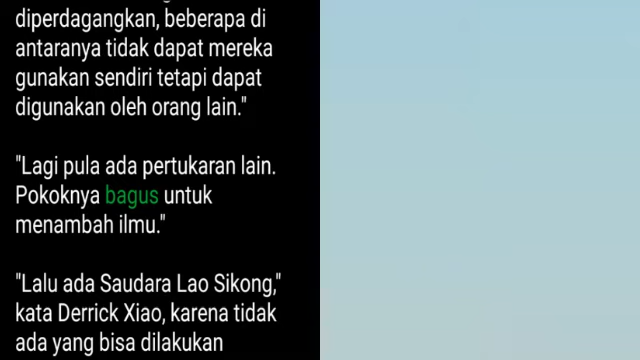 diperdagangkan, beberapa di
antaranya tidak dapat mereka
gunakan sendiri tetapi dapat
digunakan oleh orang lain."
"Lagi pula ada pertukaran lain.
Pokoknya bagus untuk
menambah ilmu."
"Lalu ada Saudara Lao Sikong,"
kata Derrick Xiao, karena tidak
ada yang bisa dilakukan